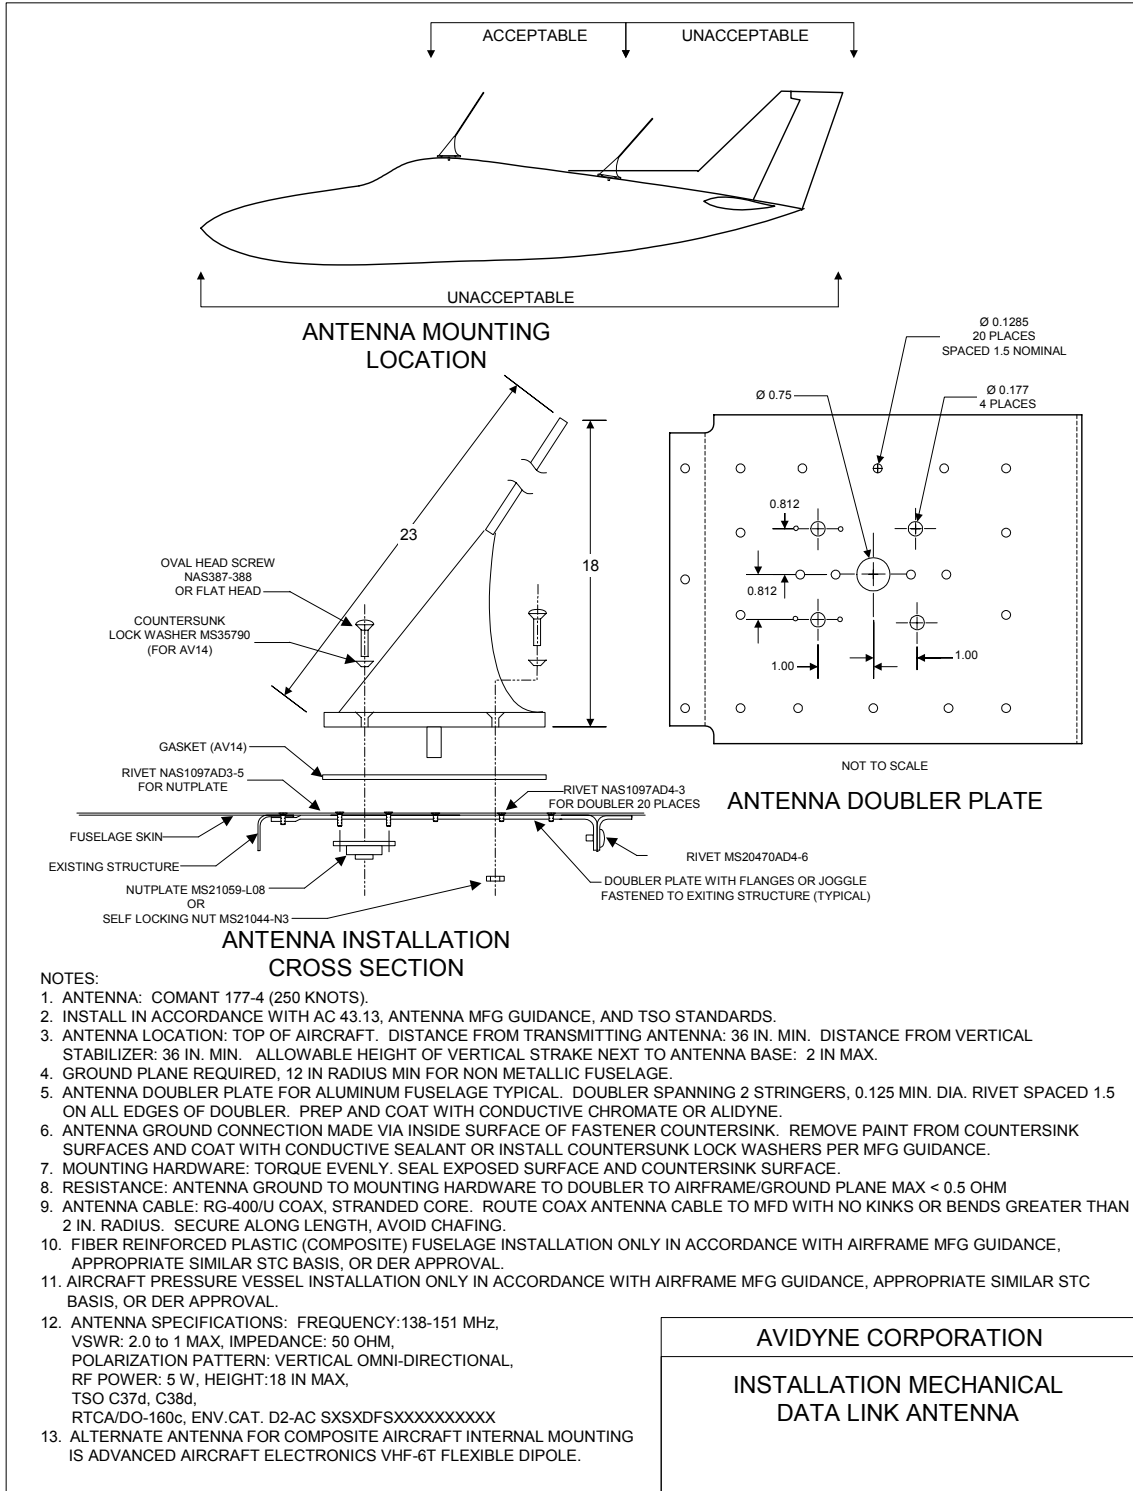 ACCEPTABLE
UNACCEPTABLE
UNACCEPTABLE
ANTENNA MOUNTING
LOCATION
Ø 0.1285
20 PLACES
SPACED 1.5 NOMINAL
Ø 0.75
Ø 0.177
4 PLACES
0.812
0.812
1.00
1.00
NOT TO SCALE
ANTENNA DOUBLER PLATE
23
18
OVAL HEAD SCREW
NAS387-388
OR FLAT HEAD
COUNTERSUNK
LOCK WASHER MS35790
(FOR AV14)
GASKET (AV14)
RIVET NAS1097AD3-5
FOR NUTPLATE
RIVET NAS1097AD4-3
FOR DOUBLER 20 PLACES
FUSELAGE SKIN
EXISTING STRUCTURE
RIVET MS20470AD4-6
NUTPLATE MS21059-L08
OR
SELF LOCKING NUT MS21044-N3
DOUBLER PLATE WITH FLANGES OR JOGGLE
FASTENED TO EXITING STRUCTURE (TYPICAL)
ANTENNA INSTALLATION
CROSS SECTION
NOTES:
1. ANTENNA: COMANT 177-4 (250 KNOTS).
2. INSTALL IN ACCORDANCE WITH AC 43.13, ANTENNA MFG GUIDANCE, AND TSO STANDARDS.
3. ANTENNA LOCATION: TOP OF AIRCRAFT. DISTANCE FROM TRANSMITTING ANTENNA: 36 IN. MIN. DISTANCE FROM VERTICAL
STABILIZER: 36 IN. MIN. ALLOWABLE HEIGHT OF VERTICAL STRAKE NEXT TO ANTENNA BASE: 2 IN MAX.
4. GROUND PLANE REQUIRED, 12 IN RADIUS MIN FOR NON METALLIC FUSELAGE.
5. ANTENNA DOUBLER PLATE FOR ALUMINUM FUSELAGE TYPICAL. DOUBLER SPANNING 2 STRINGERS, 0.125 MIN. DIA. RIVET SPACED 1.5
ON ALL EDGES OF DOUBLER. PREP AND COAT WITH CONDUCTIVE CHROMATE OR ALIDYNE.
6. ANTENNA GROUND CONNECTION MADE VIA INSIDE SURFACE OF FASTENER COUNTERSINK. REMOVE PAINT FROM COUNTERSINK
SURFACES AND COAT WITH CONDUCTIVE SEALANT OR INSTALL COUNTERSUNK LOCK WASHERS PER MFG GUIDANCE.
7. MOUNTING HARDWARE: TORQUE EVENLY. SEAL EXPOSED SURFACE AND COUNTERSINK SURFACE.
8. RESISTANCE: ANTENNA GROUND TO MOUNTING HARDWARE TO DOUBLER TO AIRFRAME/GROUND PLANE MAX < 0.5 OHM
9. ANTENNA CABLE: RG-400/U COAX, STRANDED CORE. ROUTE COAX ANTENNA CABLE TO MFD WITH NO KINKS OR BENDS GREATER THAN
2 IN. RADIUS. SECURE ALONG LENGTH, AVOID CHAFING.
10. FIBER REINFORCED PLASTIC (COMPOSITE) FUSELAGE INSTALLATION ONLY IN ACCORDANCE WITH AIRFRAME MFG GUIDANCE,
APPROPRIATE SIMILAR STC BASIS, OR DER APPROVAL.
11. AIRCRAFT PRESSURE VESSEL INSTALLATION ONLY IN ACCORDANCE WITH AIRFRAME MFG GUIDANCE, APPROPRIATE SIMILAR STC
BASIS, OR DER APPROVAL.
12. ANTENNA SPECIFICATIONS: FREQUENCY:138-151 MHz,
VSWR: 2.0 to 1 MAX, IMPEDANCE: 50 OHM,
POLARIZATION PATTERN: VERTICAL OMNI-DIRECTIONAL,
RF POWER: 5 W, HEIGHT:18 IN MAX,
TSO C37d, C38d,
RTCA/DO-160c, ENV.CAT. D2-AC SXSXDFSXXXXXXXXXX
13. ALTERNATE ANTENNA FOR COMPOSITE AIRCRAFT INTERNAL MOUNTING
IS ADVANCED AIRCRAFT ELECTRONICS VHF-6T FLEXIBLE DIPOLE.
AVIDYNE CORPORATION
INSTALLATION MECHANICAL
DATA LINK ANTENNA